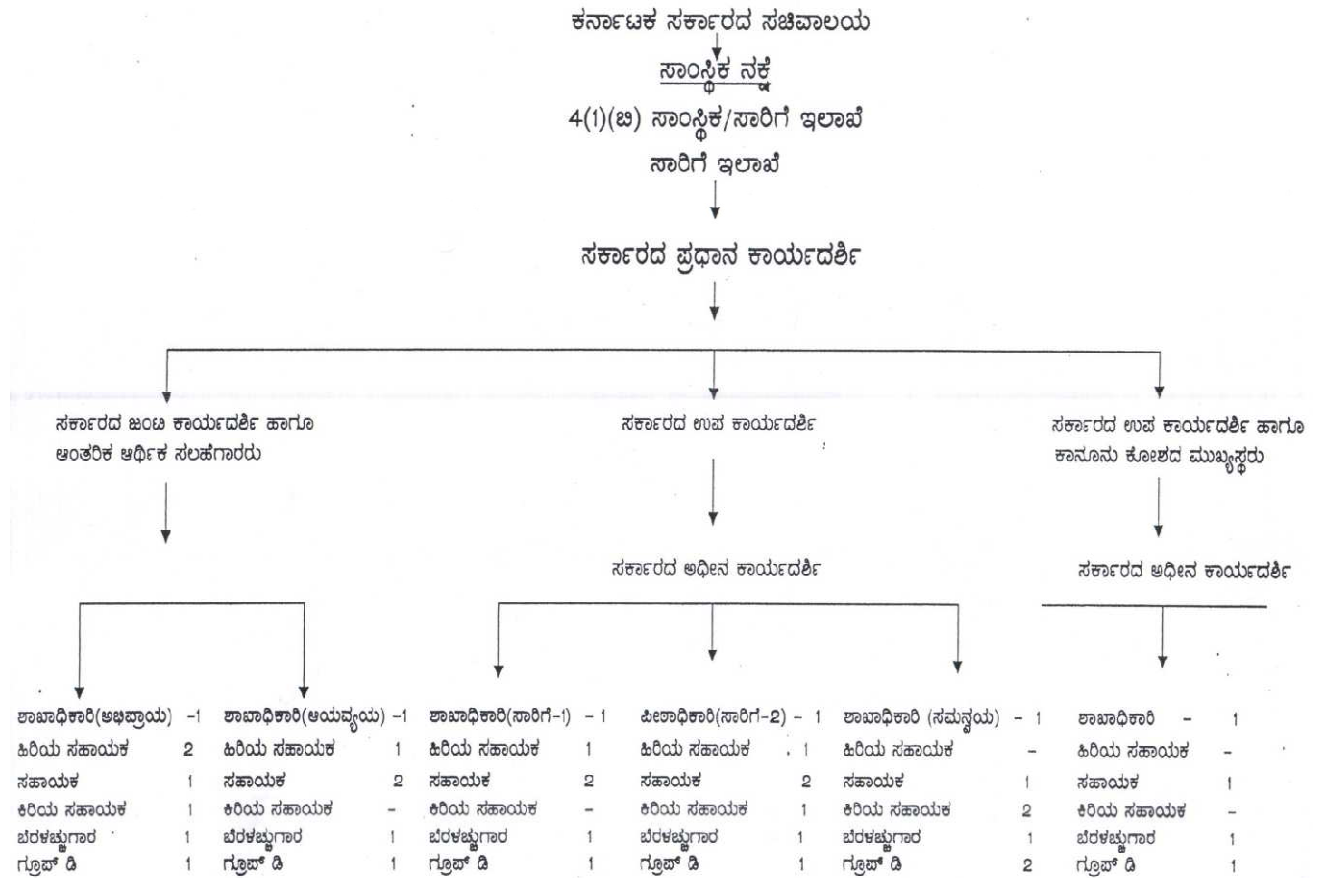 ಕರ್ನಾಟಕ ಸರ್ಕಾರದ ಸಚಿವಾಲಯ
ಸಾಂಸ್ಥಿಕ ನಕ್ಷೆ
4(1)(ಬಿ) ಸಾಂಸ್ಥಿಕ/ಸಾರಿಗೆ ಇಲಾಖೆ
ಸಾರಿಗೆ ಇಲಾಖೆ
ಸರ್ಕಾರದ ಪ್ರಧಾನ ಕಾರ್ಯದರ್ಶಿ
ಸರ್ಕಾರದ ಜಂಟಿ ಕಾರ್ಯದರ್ಶಿ ಹಾಗೂ
ಆಂತರಿಕ ಆರ್ಥಿಕ ಸಲಹೆಗಾರರು
ಸರ್ಕಾರದ ಉಪ ಕಾರ್ಯದರ್ಶಿ
ಸರ್ಕಾರದ ಉಪ ಕಾರ್ಯದರ್ಶಿ ಹಾಗೂ
ಕಾನೂನು ಕೋಶದ ಮುಖ್ಯಸ್ಥರು
ಸರ್ಕಾರದ ಅಧೀನ ಕಾರ್ಯದರ್ಶಿ
ಸರ್ಕಾರದ ಅಧೀನ ಕಾರ್ಯದರ್ಶಿ
ಶಾಖಾಧಿಕಾರಿ(ಅಭಿಪ್ರಾಯ) -1 ಶಾಖಾಧಿಕಾರಿ(ಆಯವ್ಯಯ) -1 ಶಾಖಾಧಿಕಾರಿ(ಸಾರಿಗೆ-1) - 1 ಪೀಠಾಧಿಕಾರಿ(ಸಾರಿಗೆ-2) - 1 ಶಾಖಾಧಿಕಾರಿ (ಸಮನ್ವಯ) - 1 ಶಾಖಾಧಿಕಾರಿ - 1
ಹಿರಿಯ ಸಹಾಯಕ 2 ಹಿರಿಯ ಸಹಾಯಕ 1 ಹಿರಿಯ ಸಹಾಯಕ 1 ಹಿರಿಯ ಸಹಾಯಕ 1 ಹಿರಿಯ ಸಹಾಯಕ - ಹಿರಿಯ ಸಹಾಯಕ -
ಸಹಾಯಕ 1 ಸಹಾಯಕ 2 ಸಹಾಯಕ 2 ಸಹಾಯಕ 2 ಸಹಾಯಕ 1 ಸಹಾಯಕ 1
ಕಿರಿಯ ಸಹಾಯಕ 1 ಕಿರಿಯ ಸಹಾಯಕ - ಕಿರಿಯ ಸಹಾಯಕ - ಕಿರಿಯ ಸಹಾಯಕ 1 ಕಿರಿಯ ಸಹಾಯಕ 2 ಕಿರಿಯ ಸಹಾಯಕ -
ಬೆರಳಚ್ಚುಗಾರ 1 ಬೆರಳಚ್ಚುಗಾರ 1 ಬೆರಳಚ್ಚುಗಾರ 1 ಬೆರಳಚ್ಚುಗಾರ 1 ಬೆರಳಚ್ಚುಗಾರ 1 ಬೆರಳಚ್ಚುಗಾರ 1
ಗ್ರೂಪ್ ಡಿ 1 ಗ್ರೂಪ್ ಡಿ 1 ಗ್ರೂಪ್ ಡಿ 1 ಗ್ರೂಪ್ ಡಿ 1 ಗ್ರೂಪ್ ಡಿ 2 ಗ್ರೂಪ್ ಡಿ 1